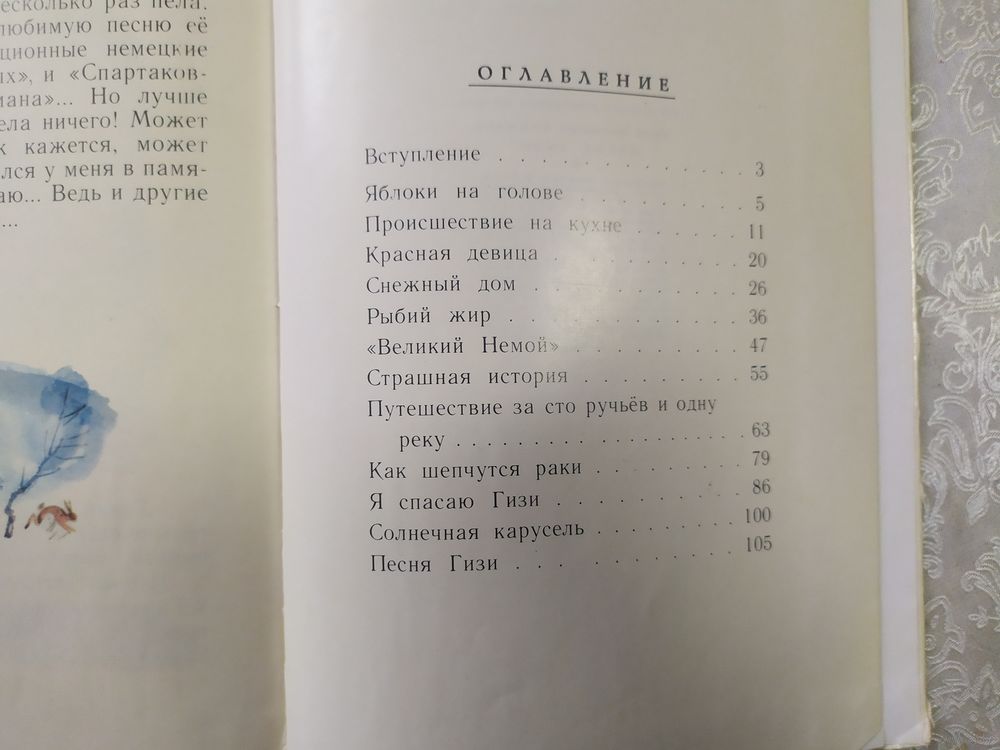 есколько раз пела.
любимую песню её
ционные немецкие
ых», и «Спартаков-
мана»... Но лучше
ела ничего! Может
к кажется, может
лся у меня в памя-
аю... Ведь и другие
...
ОГЛАВЛЕНИЕ
Вступление . . . . . . . . . . . 3
Яблоки на голове . . . . . . . . 5
Происшествие на кухне . . . . . 11
Красная девица . . . . . . . . . 20
Снежный дом . . . . . . . . . . 26
Рыбий жир . . . . . . . . . . . 36
«Великий Немой» . . . . . . . . 47
Страшная история . . . . . . . . 55
Путешествие за сто ручьёв и одну
реку . . . . . . . . . . . . . . 63
Как шепчутся раки . . . . . . . 79
Я спасаю Гизи . . . . . . . . . 86
Солнечная карусель . . . . . . . 100
Песня Гизи . . . . . . . . . . . 105